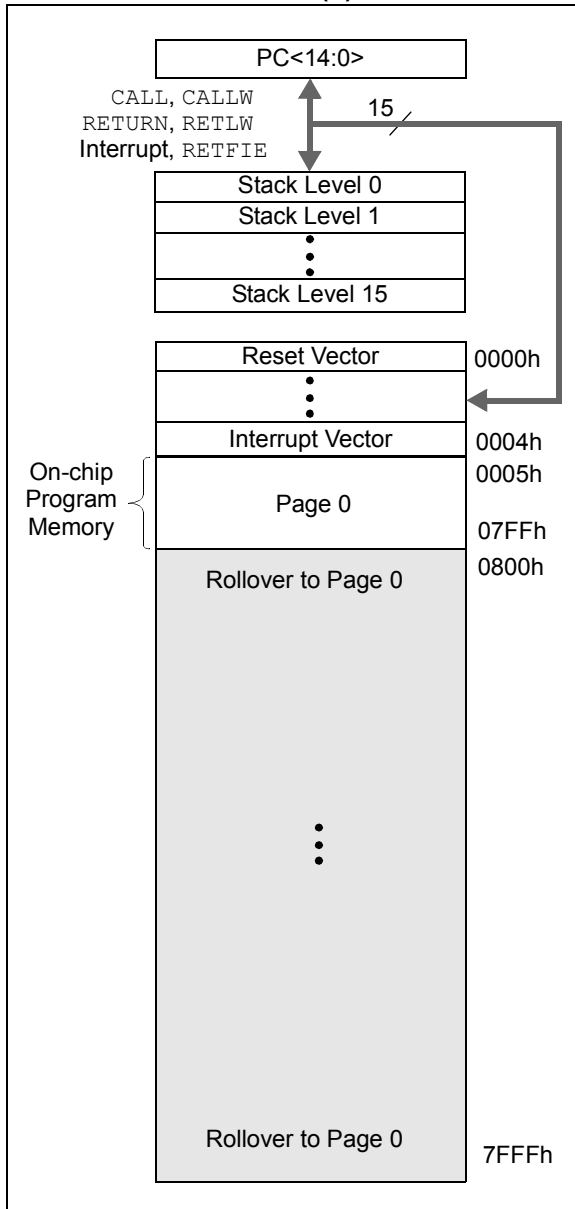 PC<14:0>
CALL, CALLW
RETURN, RETLW
Interrupt, RETFIE
15
Stack Level 0
Stack Level 1
Stack Level 15
Reset Vector
0000h
Interrupt Vector
0004h
On-chip
Program
Memory
0005h
Page 0
07FFh
Rollover to Page 0
0800h
Rollover to Page 0
7FFFh